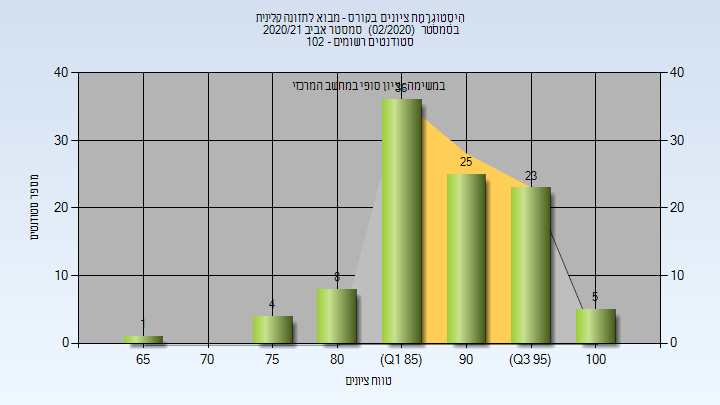 היסטוגרמת ציונים בקורס - מבוא לתזונה קלינית
בסמסטר (02/2020) סמסטר אביב 2020/21
סטודנטים רשומים - 102
במשימה: ציון סופי במחשב המרכזי
מספר סטודנטים
40 40
30 30
20 20
10 10
0 0
1 4 8 36 25 23 5
65 70 75 80 (Q1 85) 90 (Q3 95) 100
טווח ציונים